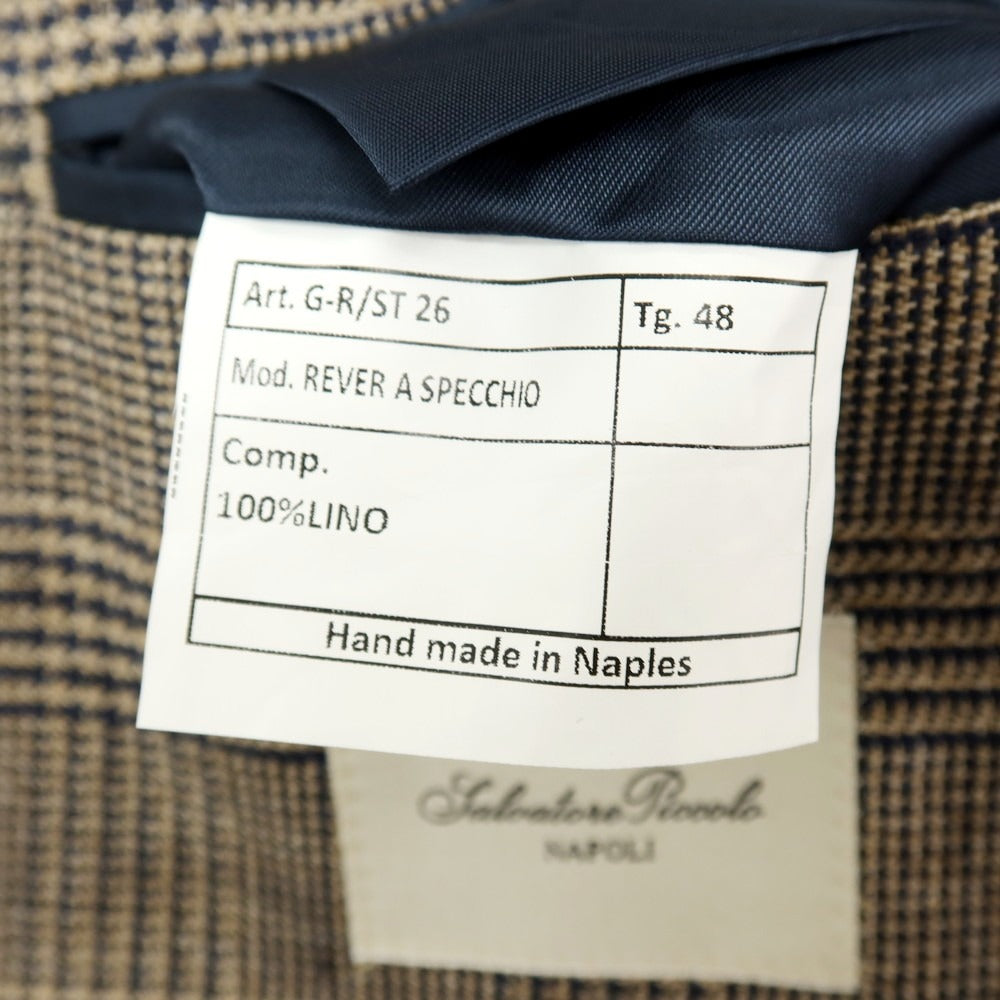 Art. G-R/ST 26
Tg. 48
Mod. REVER A SPECCHIO
Comp.
100%LINO
Hand made in Naples
Salvatore Piccolo
NAPOLI